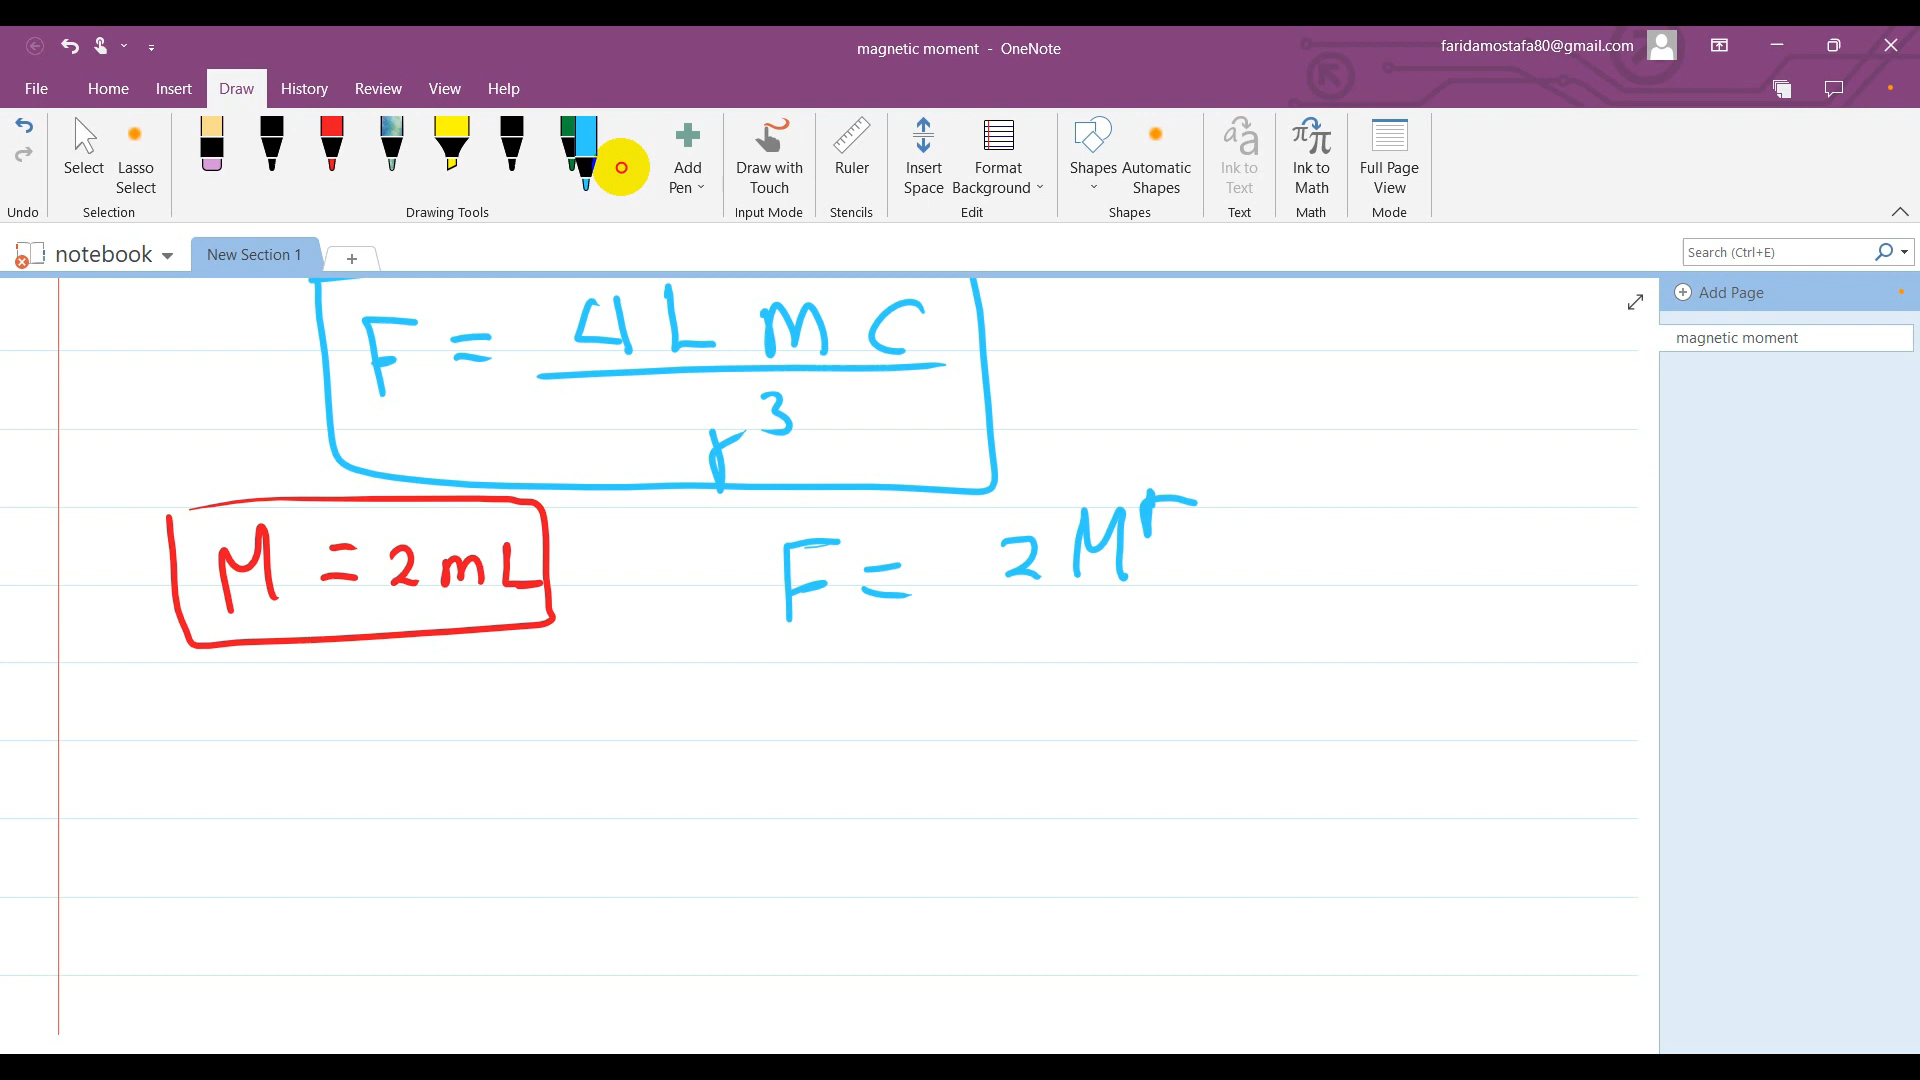 magnetic moment - OneNote
faridamostafa80@gmail.com
File Home Insert Draw History Review View Help
Select Lasso Select Add Pen Draw with Touch Ruler Insert Space Format Background Shapes Automatic Shapes Ink to Text Ink to Math Full Page View
Undo Selection Drawing Tools Input Mode Stencils Edit Shapes Text Math Mode
notebook New Section 1 Search (Ctrl+E)
Add Page
magnetic moment
F = 4 L m C
r³
M = 2 m L
F = 2 M